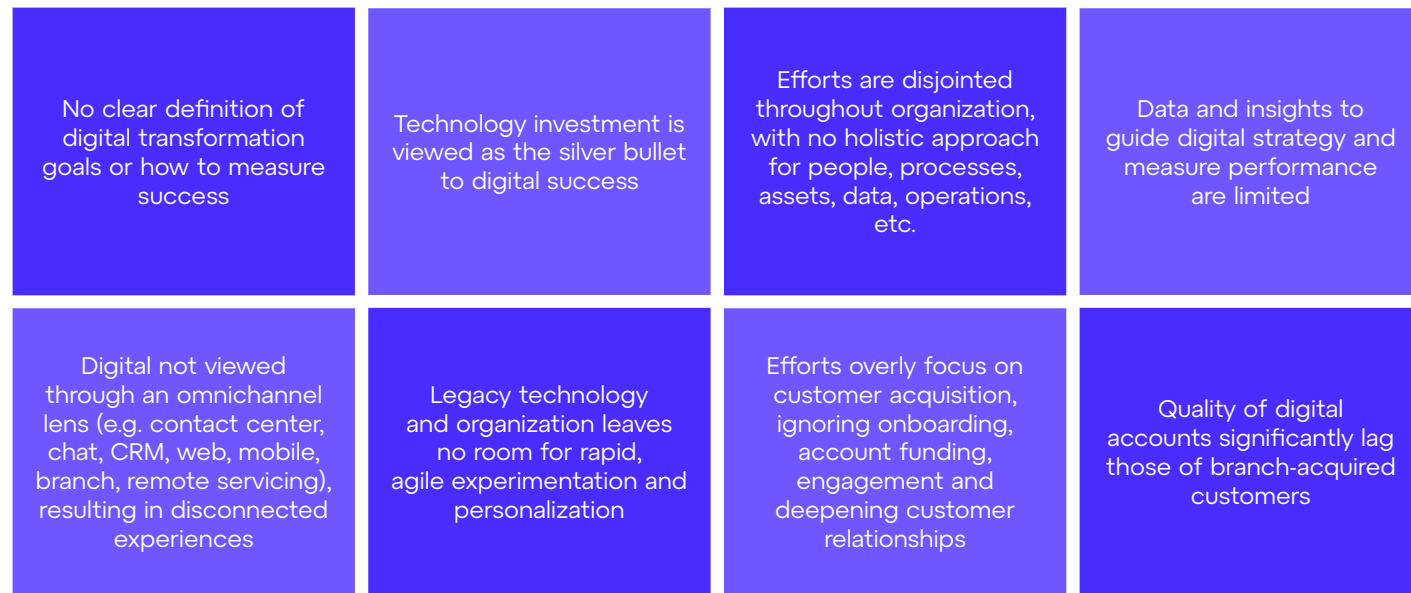 No clear definition of
digital transformation
goals or how to measure
success
Technology investment is
viewed as the silver bullet
to digital success
Efforts are disjointed
throughout organization,
with no holistic approach
for people, processes,
assets, data, operations,
etc.
Data and insights to
guide digital strategy and
measure performance
are limited
Digital not viewed
through an omnichannel
lens (e.g. contact center,
chat, CRM, web, mobile,
branch, remote servicing),
resulting in disconnected
experiences
Legacy technology
and organization leaves
no room for rapid,
agile experimentation and
personalization
Efforts overly focus on
customer acquisition,
ignoring onboarding,
account funding,
engagement and
deepening customer
relationships
Quality of digital
accounts significantly lag
those of branch-acquired
customers